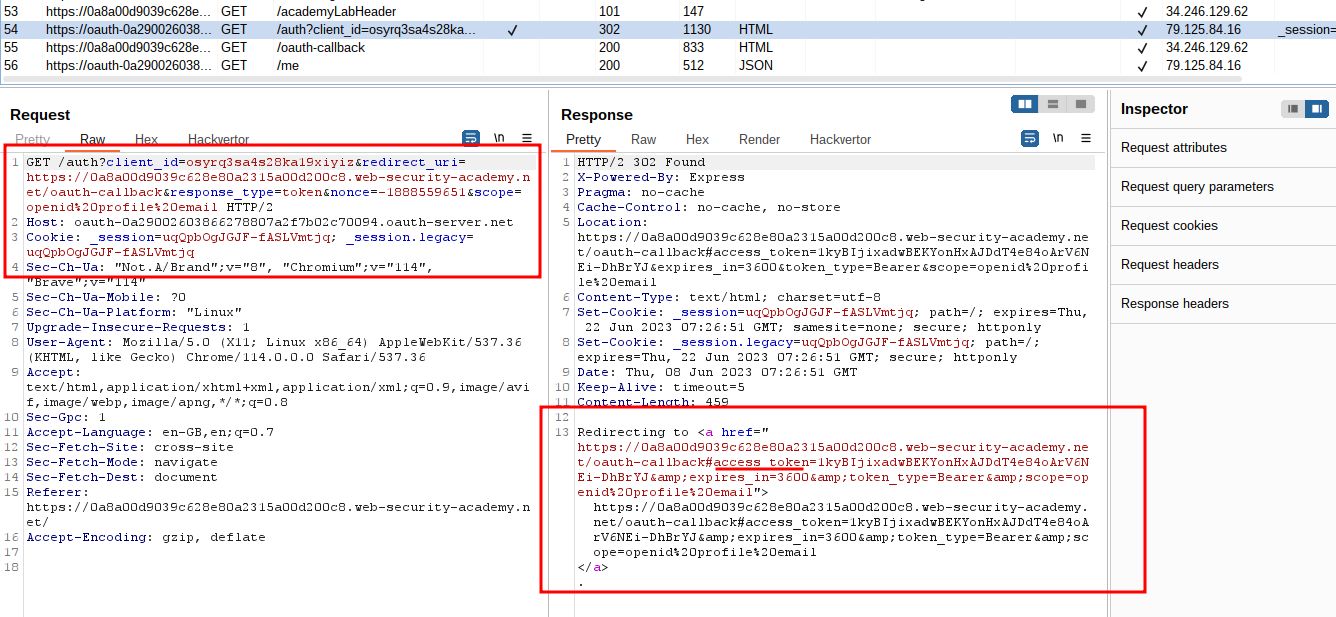 53 https://0a8a00d9039c628e... GET /academyLabHeader 101 147 ✓ 34.246.129.62
54 https://oauth-0a290026038... GET /auth?client_id=osyrq3sa4s28ka... ✓ 302 1130 HTML ✓ 79.125.84.16 _session=
55 https://0a8a00d9039c628e... GET /oauth-callback 200 833 HTML ✓ 34.246.129.62
56 https://oauth-0a290026038... GET /me 200 512 JSON ✓ 79.125.84.16
Request
Pretty Raw Hex Hackvertor \n
1 GET /auth?client_id=osyrq3sa4s28ka19xiyiz&redirect_uri=
https://0a8a00d9039c628e80a2315a00d200c8.web-security-academy.n
et/oauth-callback&response_type=token&nonce=-1888559651&scope=
openid%20profile%20email HTTP/2
2 Host: oauth-0a29002603866278807a2f7b02c70094.oauth-server.net
3 Cookie: _session=uqQpbOgJGJF-fASLVmtjq; _session.legacy=
uqQpbOgJGJF-fASLVmtjq
4 Sec-Ch-Ua: "Not.A/Brand";v="8", "Chromium";v="114",
"Brave";v="114"
5 Sec-Ch-Ua-Mobile: ?0
6 Sec-Ch-Ua-Platform: "Linux"
7 Upgrade-Insecure-Requests: 1
8 User-Agent: Mozilla/5.0 (X11; Linux x86_64) AppleWebKit/537.36
(KHTML, like Gecko) Chrome/114.0.0.0 Safari/537.36
9 Accept:
text/html,application/xhtml+xml,application/xml;q=0.9,image/avi
f,image/webp,image/apng,*/*;q=0.8
10 Sec-Gpc: 1
11 Accept-Language: en-GB,en;q=0.7
12 Sec-Fetch-Site: cross-site
13 Sec-Fetch-Mode: navigate
14 Sec-Fetch-Dest: document
15 Referer:
https://0a8a00d9039c628e80a2315a00d200c8.web-security-academy.n
et/
16 Accept-Encoding: gzip, deflate
17
18
Response
Pretty Raw Hex Render Hackvertor \n
1 HTTP/2 302 Found
2 X-Powered-By: Express
3 Pragma: no-cache
4 Cache-Control: no-cache, no-store
5 Location:
https://0a8a00d9039c628e80a2315a00d200c8.web-security-academy.ne
t/oauth-callback#access_token=1kyBIjixadwBEKYonHxAJDdT4e84oArV6N
Ei-DhBrYJ&expires_in=3600&token_type=Bearer&scope=openid%20profi
le%20email
6 Content-Type: text/html; charset=utf-8
7 Set-Cookie: _session=uqQpbOgJGJF-fASLVmtjq; path=/; expires=Thu,
22 Jun 2023 07:26:51 GMT; samesite=none; secure; httponly
8 Set-Cookie: _session.legacy=uqQpbOgJGJF-fASLVmtjq; path=/;
expires=Thu, 22 Jun 2023 07:26:51 GMT; secure; httponly
9 Date: Thu, 08 Jun 2023 07:26:51 GMT
10 Keep-Alive: timeout=5
11 Content-Length: 459
12
13 Redirecting to <a href="
https://0a8a00d9039c628e80a2315a00d200c8.web-security-academy.ne
t/oauth-callback#access_token=1kyBIjixadwBEKYonHxAJDdT4e84oArV6N
Ei-DhBrYJ&amp;expires_in=3600&amp;token_type=Bearer&amp;scope=op
enid%20profile%20email">
https://0a8a00d9039c628e80a2315a00d200c8.web-security-academy.
net/oauth-callback#access_token=1kyBIjixadwBEKYonHxAJDdT4e84oA
rV6NEi-DhBrYJ&amp;expires_in=3600&amp;token_type=Bearer&amp;sc
ope=openid%20profile%20email
</a>
.
Inspector
Request attributes
Request query parameters
Request cookies
Request headers
Response headers